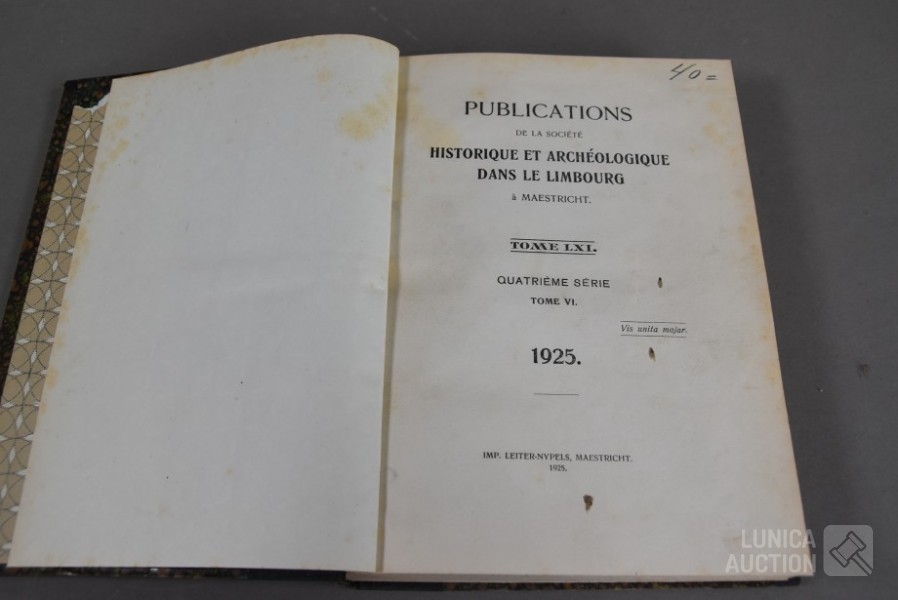 40=
PUBLICATIONS
DE LA SOCIÉTÉ
HISTORIQUE ET ARCHÉOLOGIQUE
DANS LE LIMBOURG
à MAESTRICHT.
TOME LXI.
QUATRIÉME SÉRIE
TOME VI.
Vis unita major.
1925.
IMP. LEITER-NYPELS, MAESTRICHT.
1925.
LUNICA
AUCTION